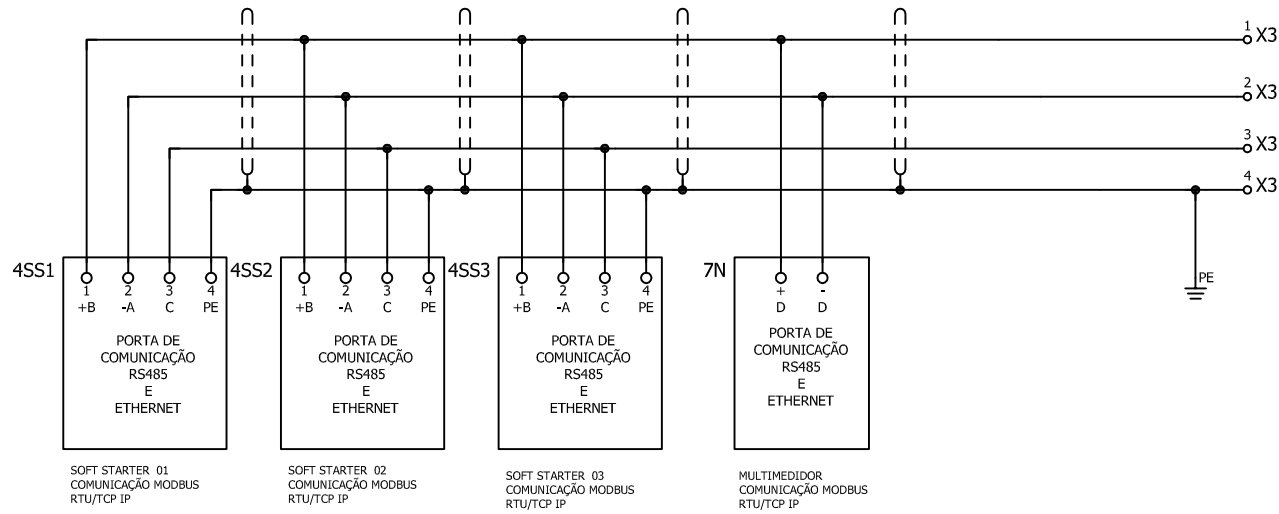 1 X3
2 X3
3 X3
4 X3
PE
4SS1
1 2 3 4
+B -A C PE
PORTA DE
COMUNICAÇÃO
RS485
E
ETHERNET
SOFT STARTER 01
COMUNICAÇÃO MODBUS
RTU/TCP IP
4SS2
1 2 3 4
+B -A C PE
PORTA DE
COMUNICAÇÃO
RS485
E
ETHERNET
SOFT STARTER 02
COMUNICAÇÃO MODBUS
RTU/TCP IP
4SS3
1 2 3 4
+B -A C PE
PORTA DE
COMUNICAÇÃO
RS485
E
ETHERNET
SOFT STARTER 03
COMUNICAÇÃO MODBUS
RTU/TCP IP
7N
+ -
D D
PORTA DE
COMUNICAÇÃO
RS485
E
ETHERNET
MULTIMEDIDOR
COMUNICAÇÃO MODBUS
RTU/TCP IP